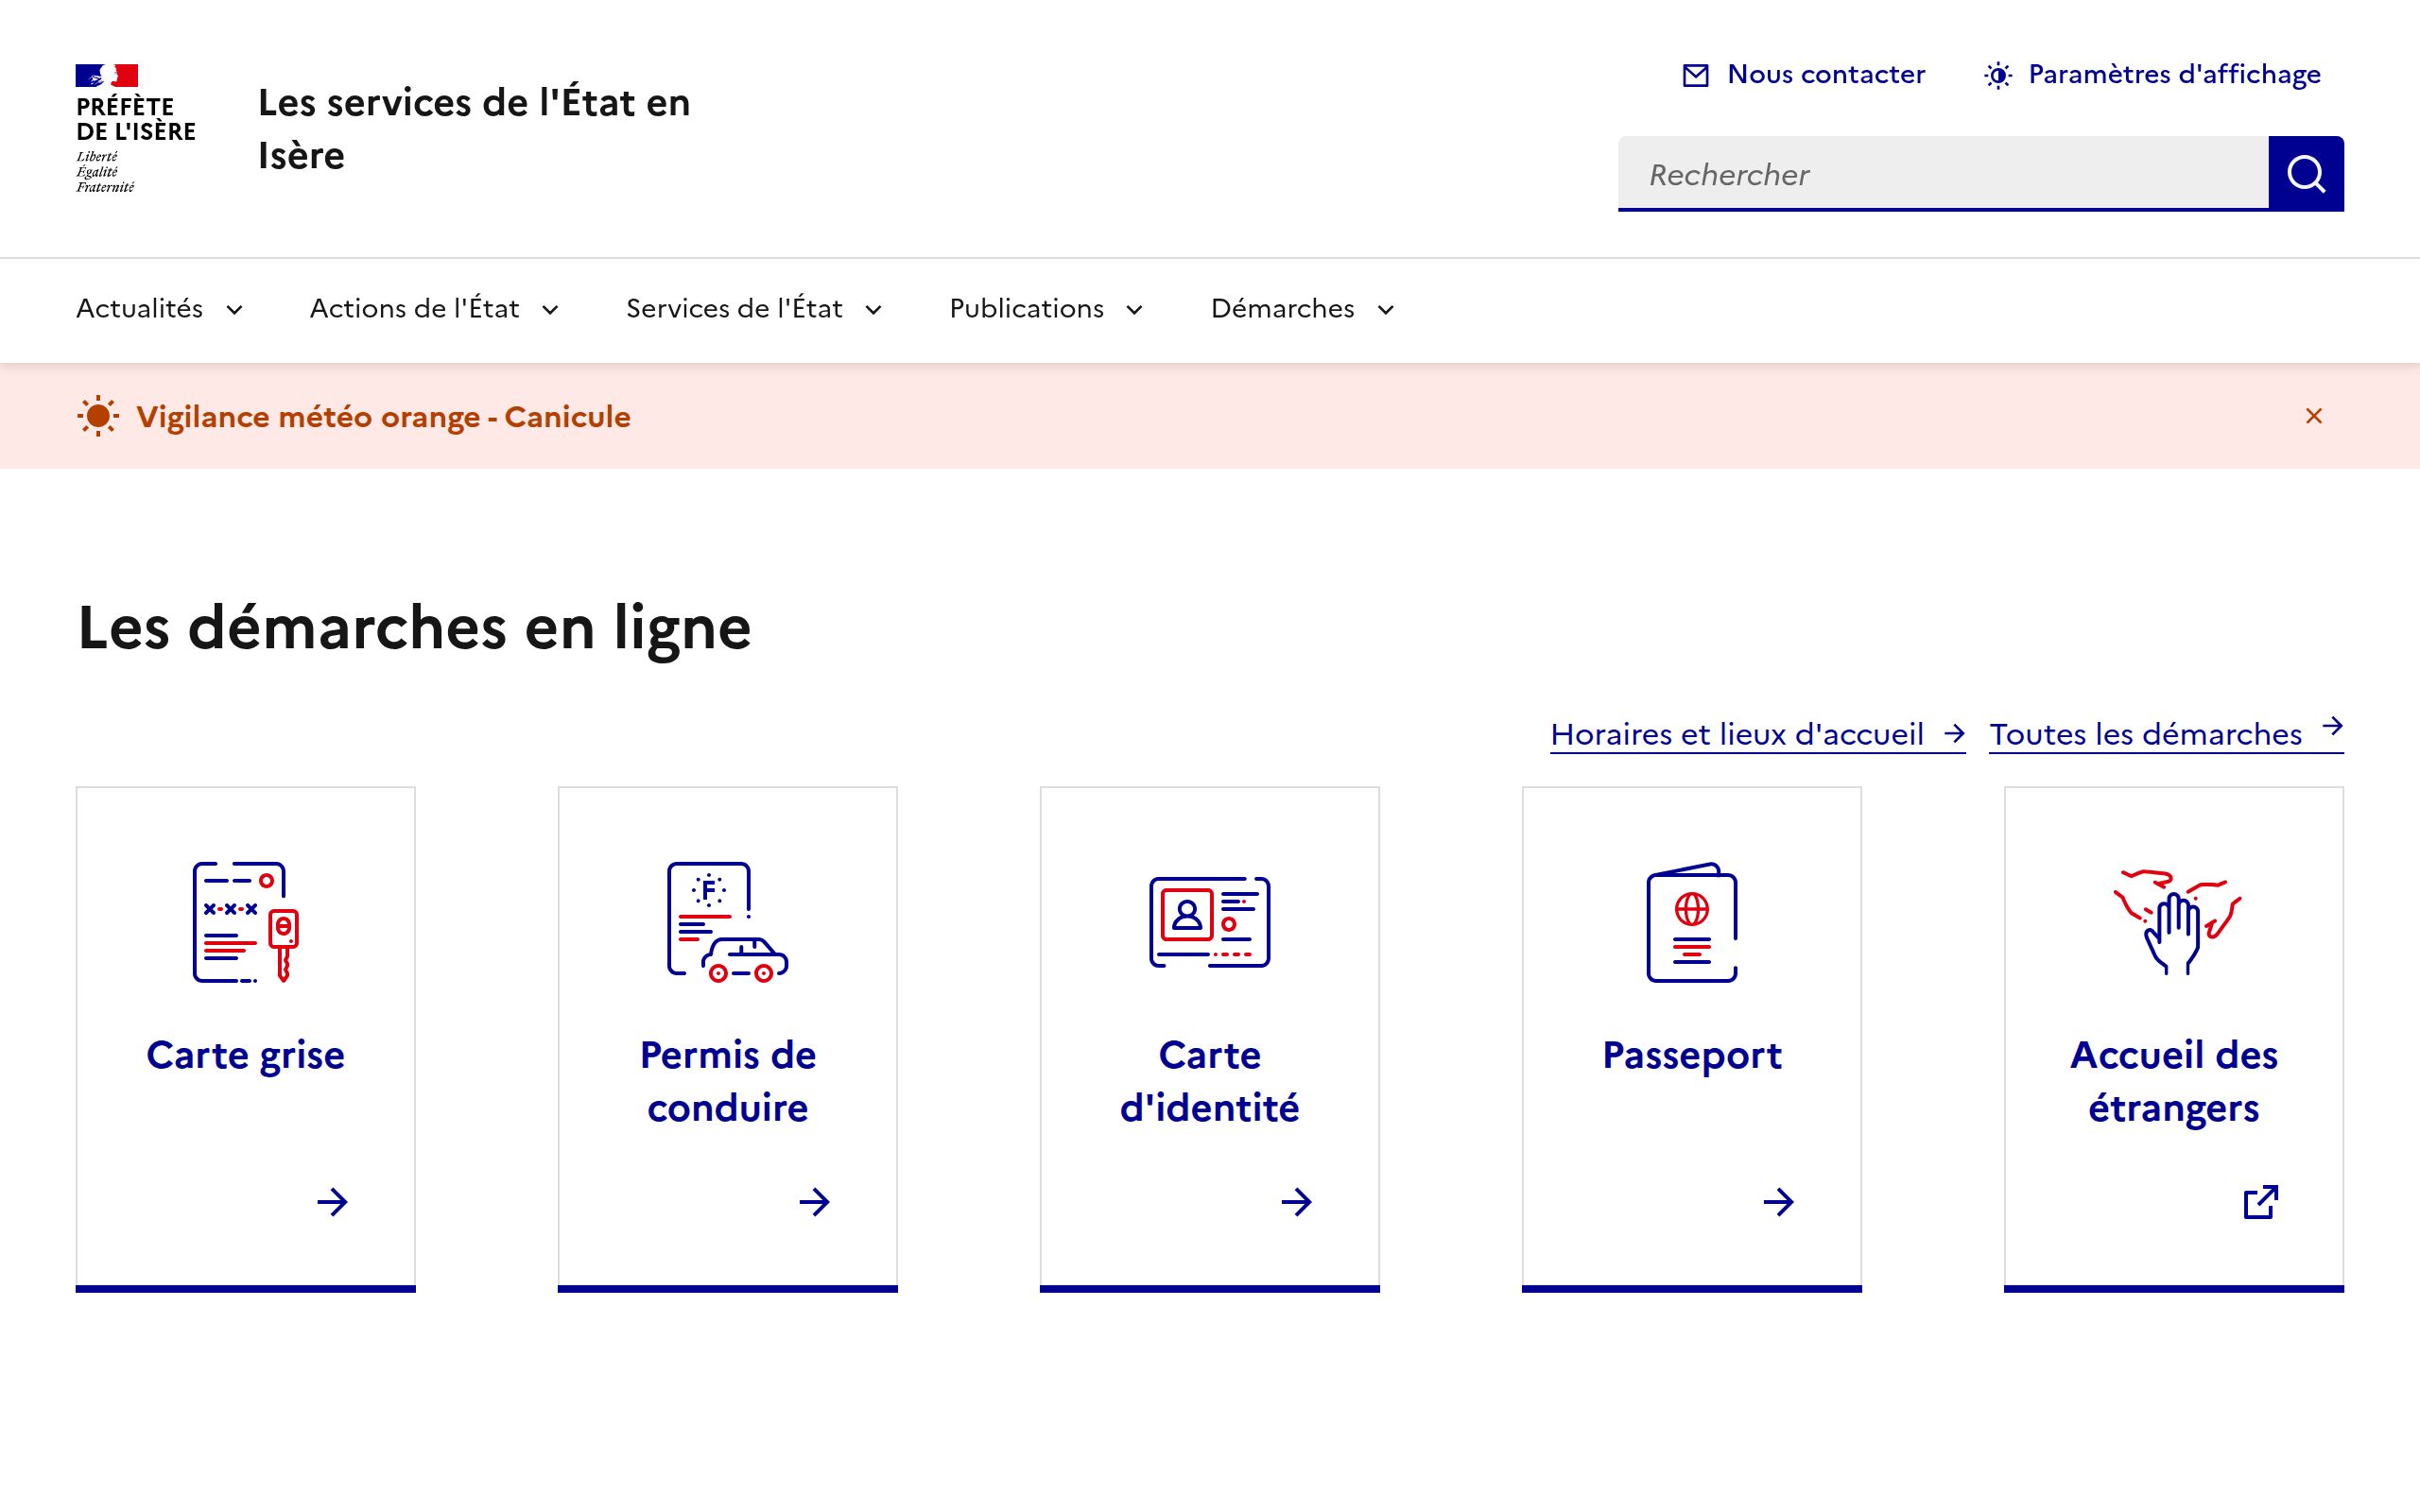 PRÉFÈTE
DE L'ISÈRE
Liberté
Égalité
Fraternité
Les services de l'État en
Isère
Nous contacter
Paramètres d'affichage
Rechercher
Actualités
Actions de l'État
Services de l'État
Publications
Démarches
Vigilance météo orange - Canicule
Les démarches en ligne
Horaires et lieux d'accueil
Toutes les démarches
Carte grise
Permis de
conduire
Carte
d'identité
Passeport
Accueil des
étrangers
F